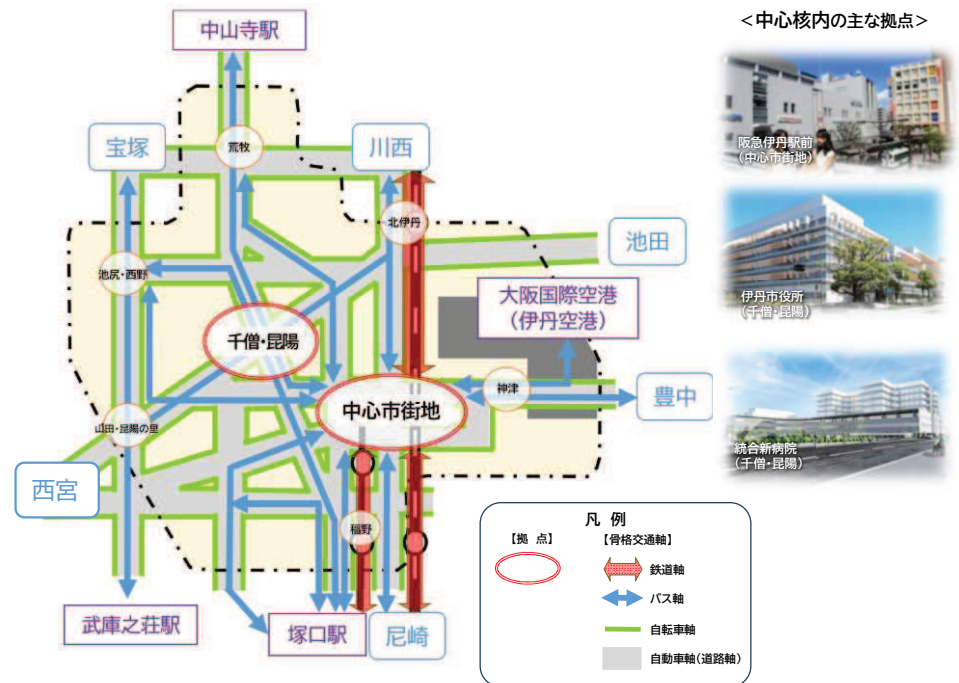 <中心核内の主な拠点>
中山寺駅
阪急伊丹駅前
(中心市街地)
宝塚
荒牧
川西
北伊丹
池田
池尻・西野
大阪国際空港
(伊丹空港)
伊丹市役所
(千僧・昆陽)
千僧・昆陽
神津
豊中
中心市街地
山田・昆陽の里
統合新病院
(千僧・昆陽)
西宮
稲野
武庫之荘駅
塚口駅
尼崎
凡 例
【拠 点】
【骨格交通軸】
鉄道軸
バス軸
自転車軸
自動車軸(道路軸)